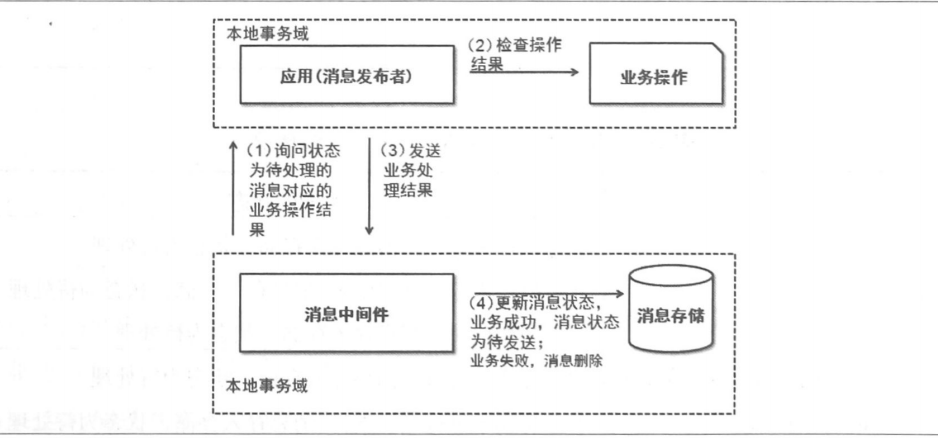 本地事务域
应用(消息发布者)
(2)检查操作
结果
业务操作
(1)询问状态
为待处理的
消息对应的
业务操作结
果
(3)发送
业务处
理结果
消息中间件
(4)更新消息状态，
业务成功，消息状态
为待发送；
业务失败，消息删除
消息存储
本地事务域